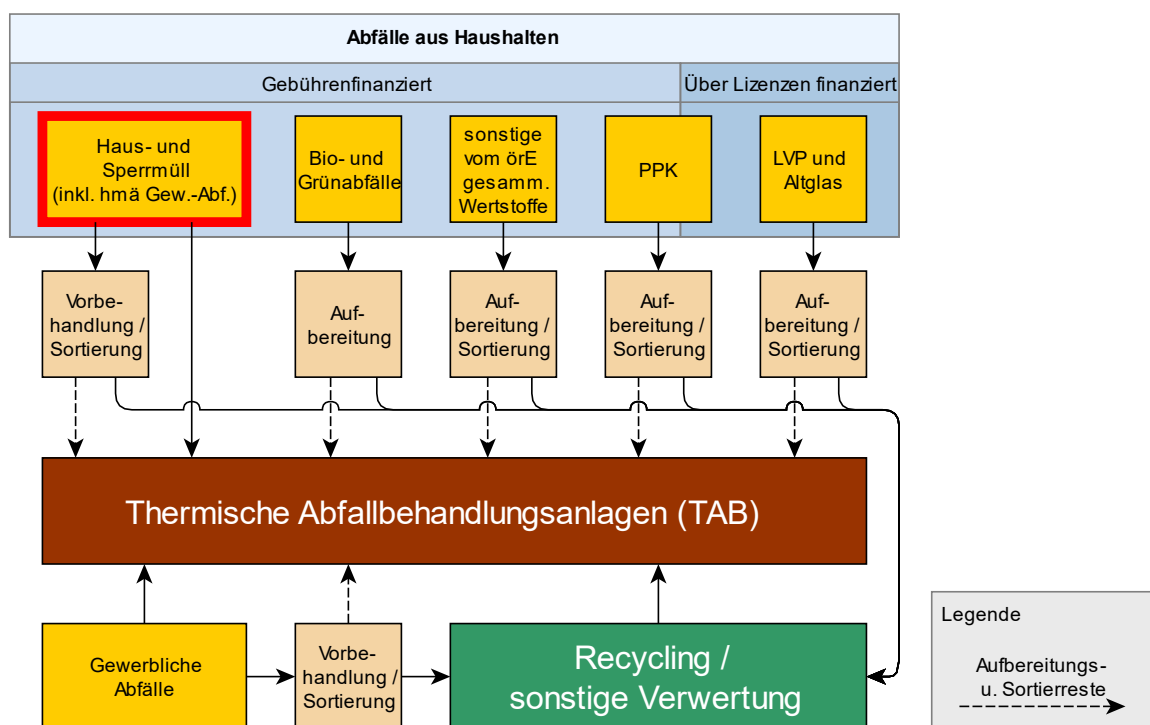 Abfälle aus Haushalten
Gebührenfinanziert
Über Lizenzen finanziert
Haus- und
Sperrmüll
(inkl. hmä Gew.-Abf.)
Bio- und
Grünabfälle
sonstige
vom örE
gesamm.
Wertstoffe
PPK
LVP und
Altglas
Vorbe-
handlung /
Sortierung
Auf-
bereitung
Auf-
bereitung /
Sortierung
Auf-
bereitung /
Sortierung
Auf-
bereitung /
Sortierung
Thermische Abfallbehandlungsanlagen (TAB)
Gewerbliche
Abfälle
Vorbe-
handlung /
Sortierung
Recycling /
sonstige Verwertung
Legende
Aufbereitungs-
u. Sortierreste